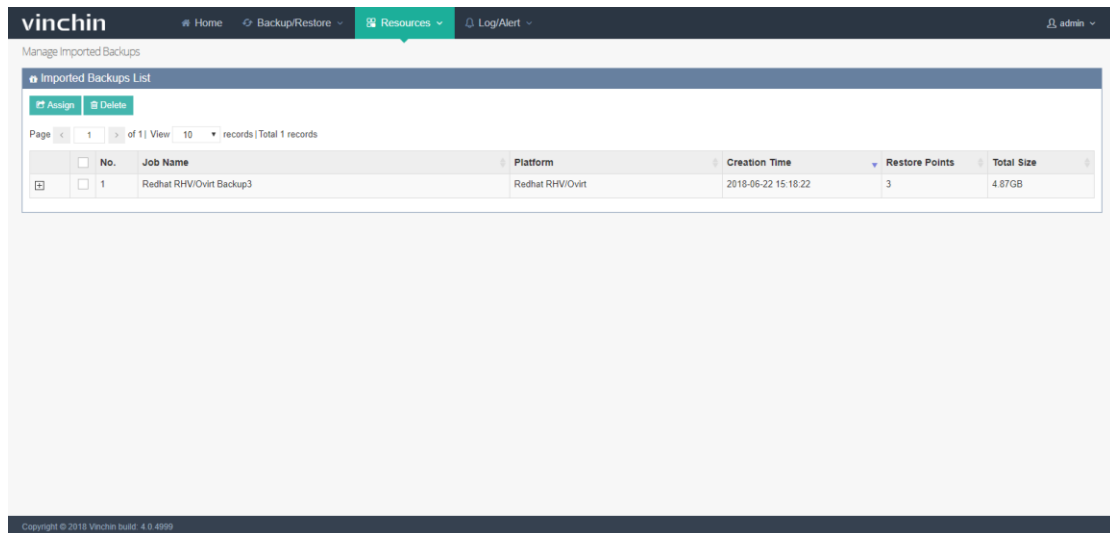 vinchin Home Backup/Restore Resources Log/Alert admin
Manage Imported Backups
Imported Backups List
Assign Delete
Page < 1 > of 1| View 10 records | Total 1 records
No. Job Name Platform Creation Time Restore Points Total Size
1 Redhat RHV/Ovirt Backup3 Redhat RHV/Ovirt 2018-06-22 15:18:22 3 4.87GB
Copyright © 2018 Vinchin build: 4.0.4999